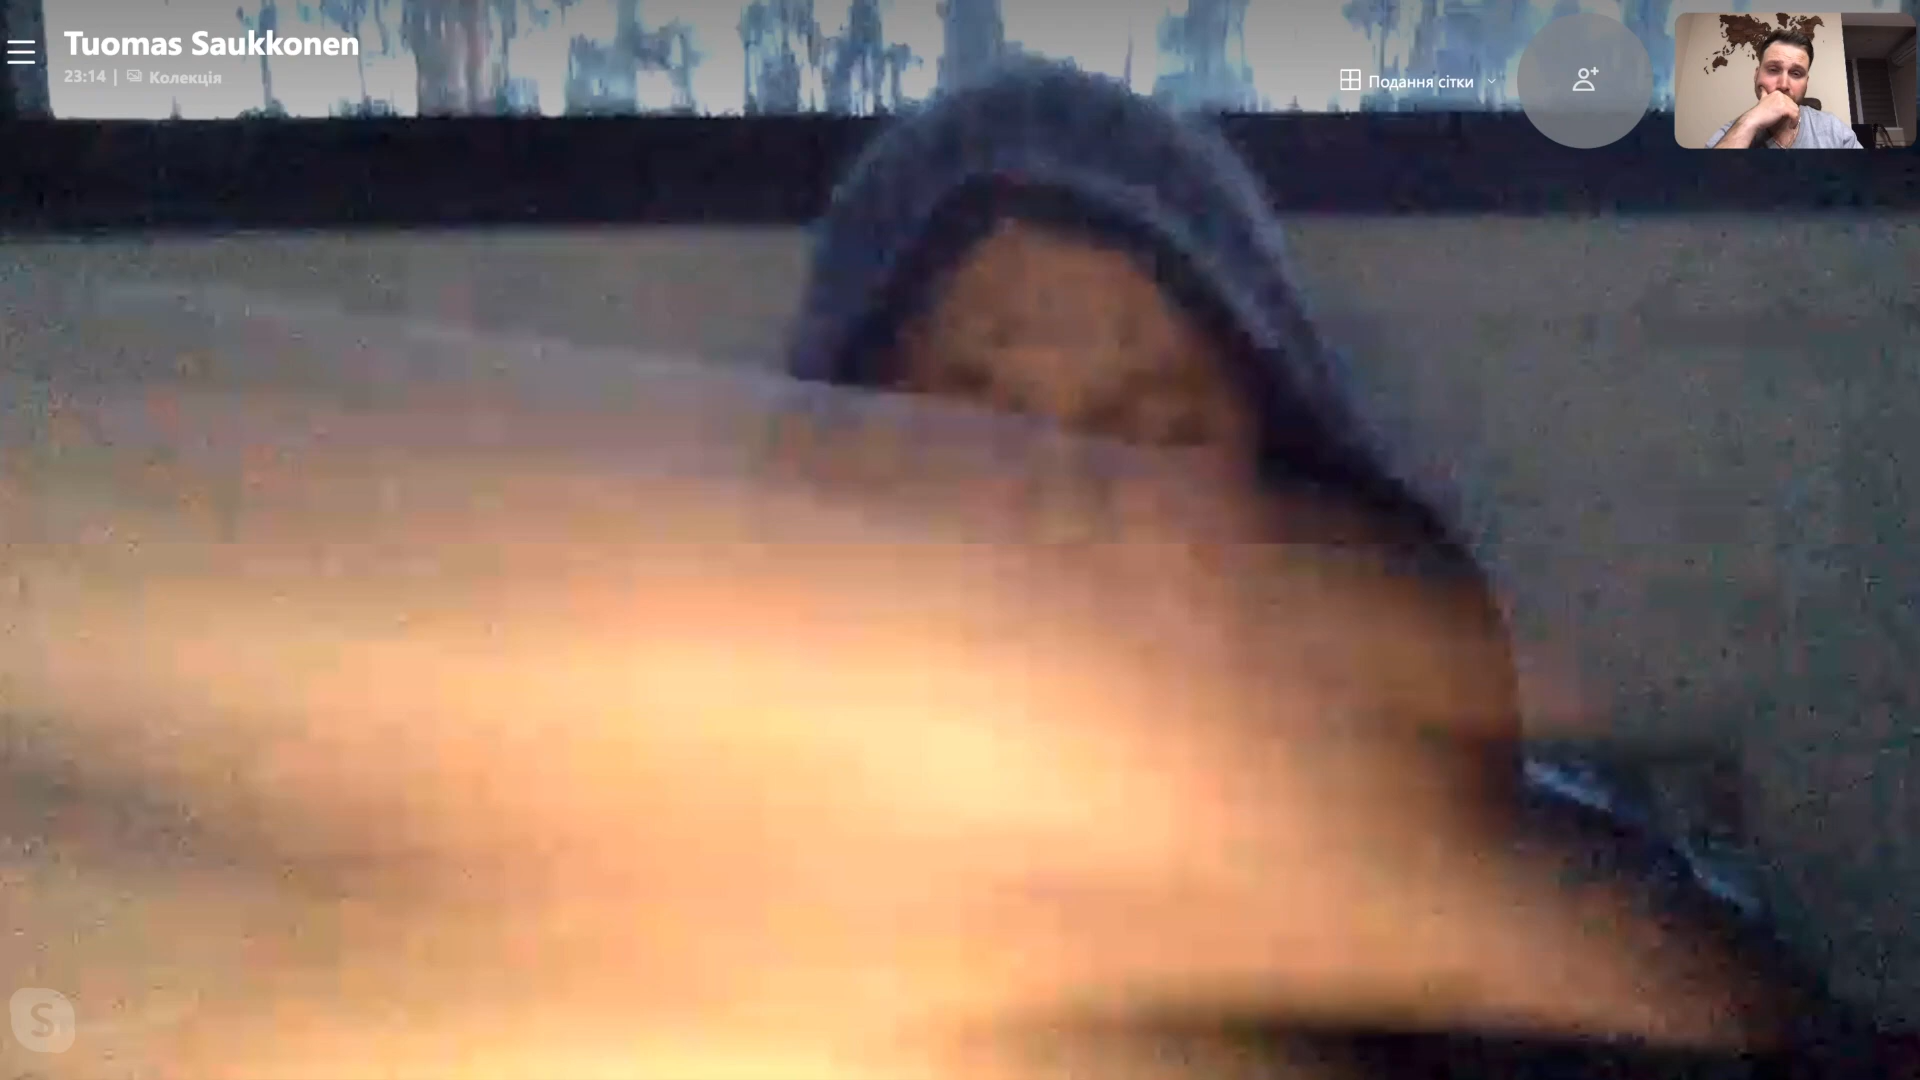 Tuomas Saukkonen
23:14 | Колекція
Подання сітки
S